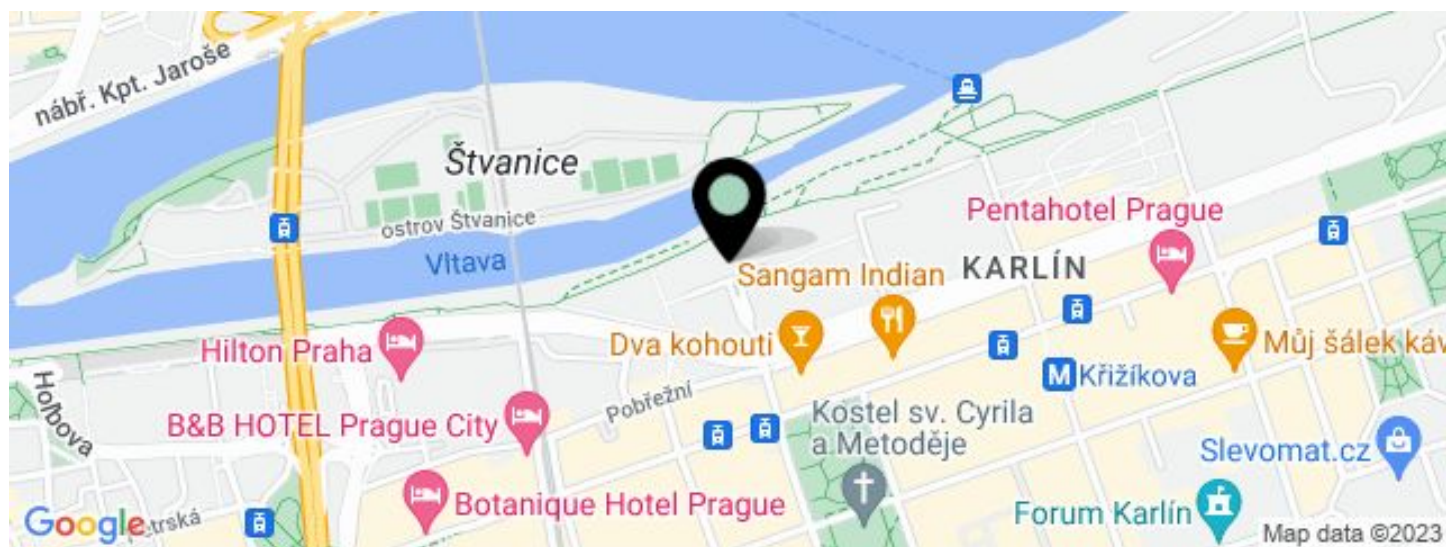 nábř. Kpt. Jaroše
Štvanice
ostrov Štvanice
Vltava
Pentahotel Prague
Sangam Indian
KARLÍN
Hilton Praha
Dva kohouti
Můj šálek káv
M
Křižíkova
Holbova
Pobřežní
B&B HOTEL Prague City
Kostel sv. Cyrila
a Metoděje
Slevomat.cz
Botanique Hotel Prague
Forum Karlín
Google
trská
Map data ©2023